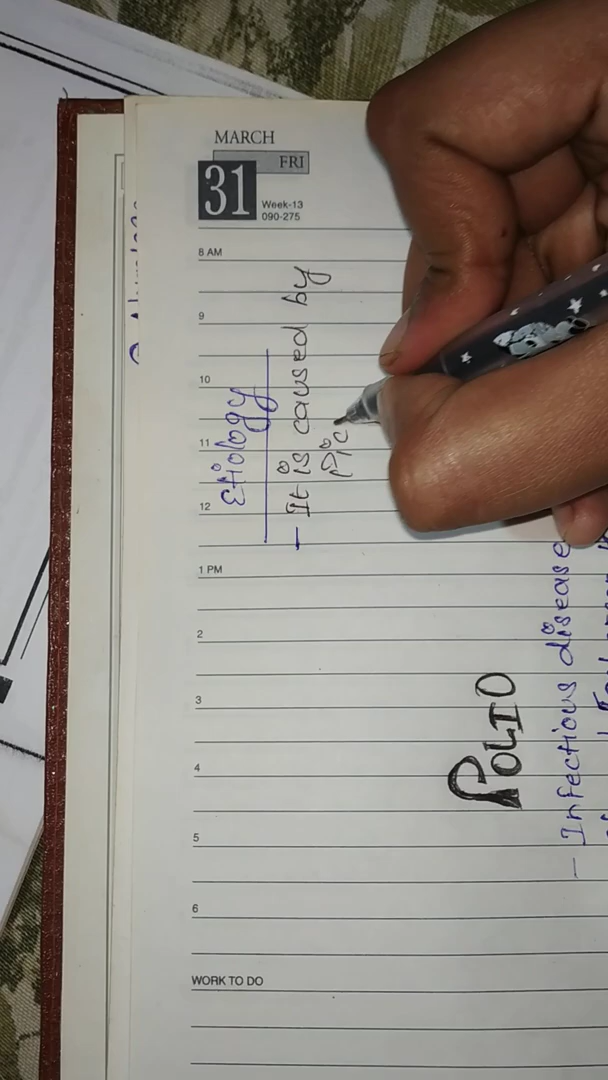 MARCH
FRI
31
Week-13
090-275
8 AM
9
10
11
12
1 PM
2
3
4
5
6
WORK TO DO
Etiology
- It is caused by
Pic
POLIO
- Infectious disease